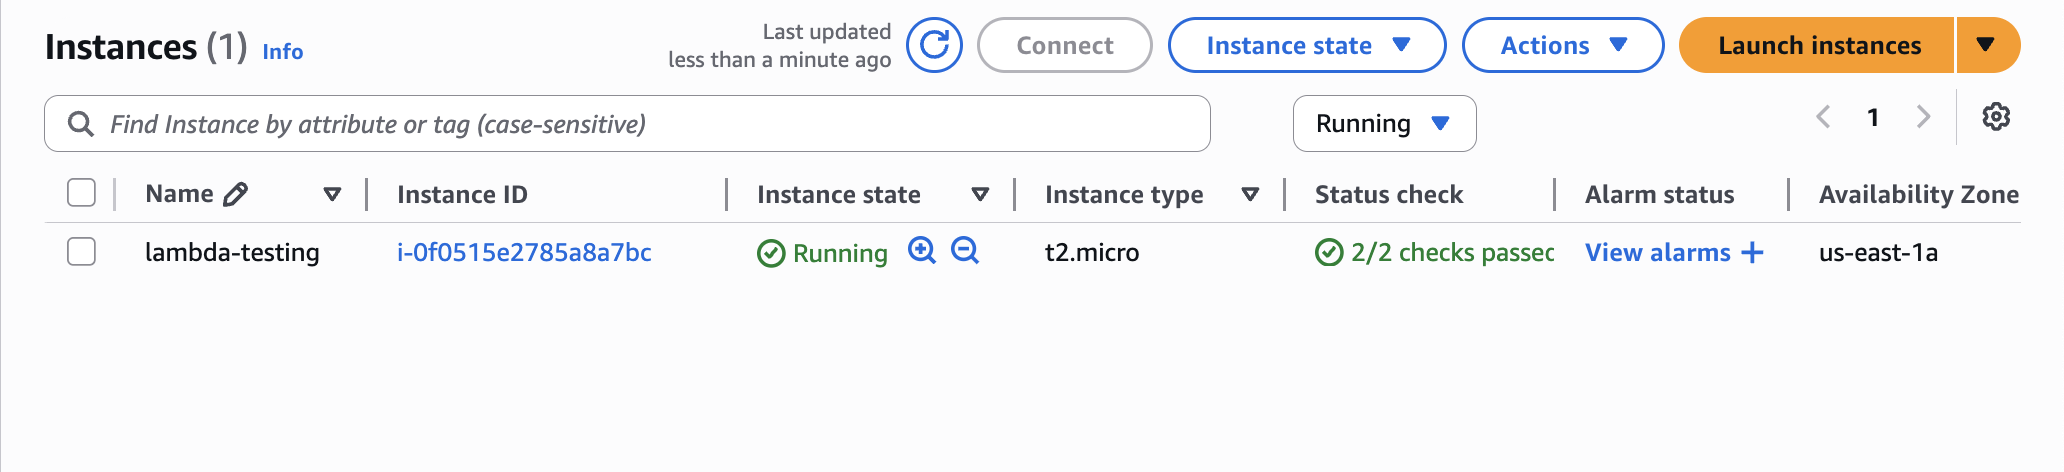 Instances (1) Info
Last updated
less than a minute ago
Connect
Instance state
Actions
Launch instances
Find Instance by attribute or tag (case-sensitive)
Running
1
Name Instance ID Instance state Instance type Status check Alarm status Availability Zone
lambda-testing i-0f0515e2785a8a7bc Running t2.micro 2/2 checks passec View alarms + us-east-1a